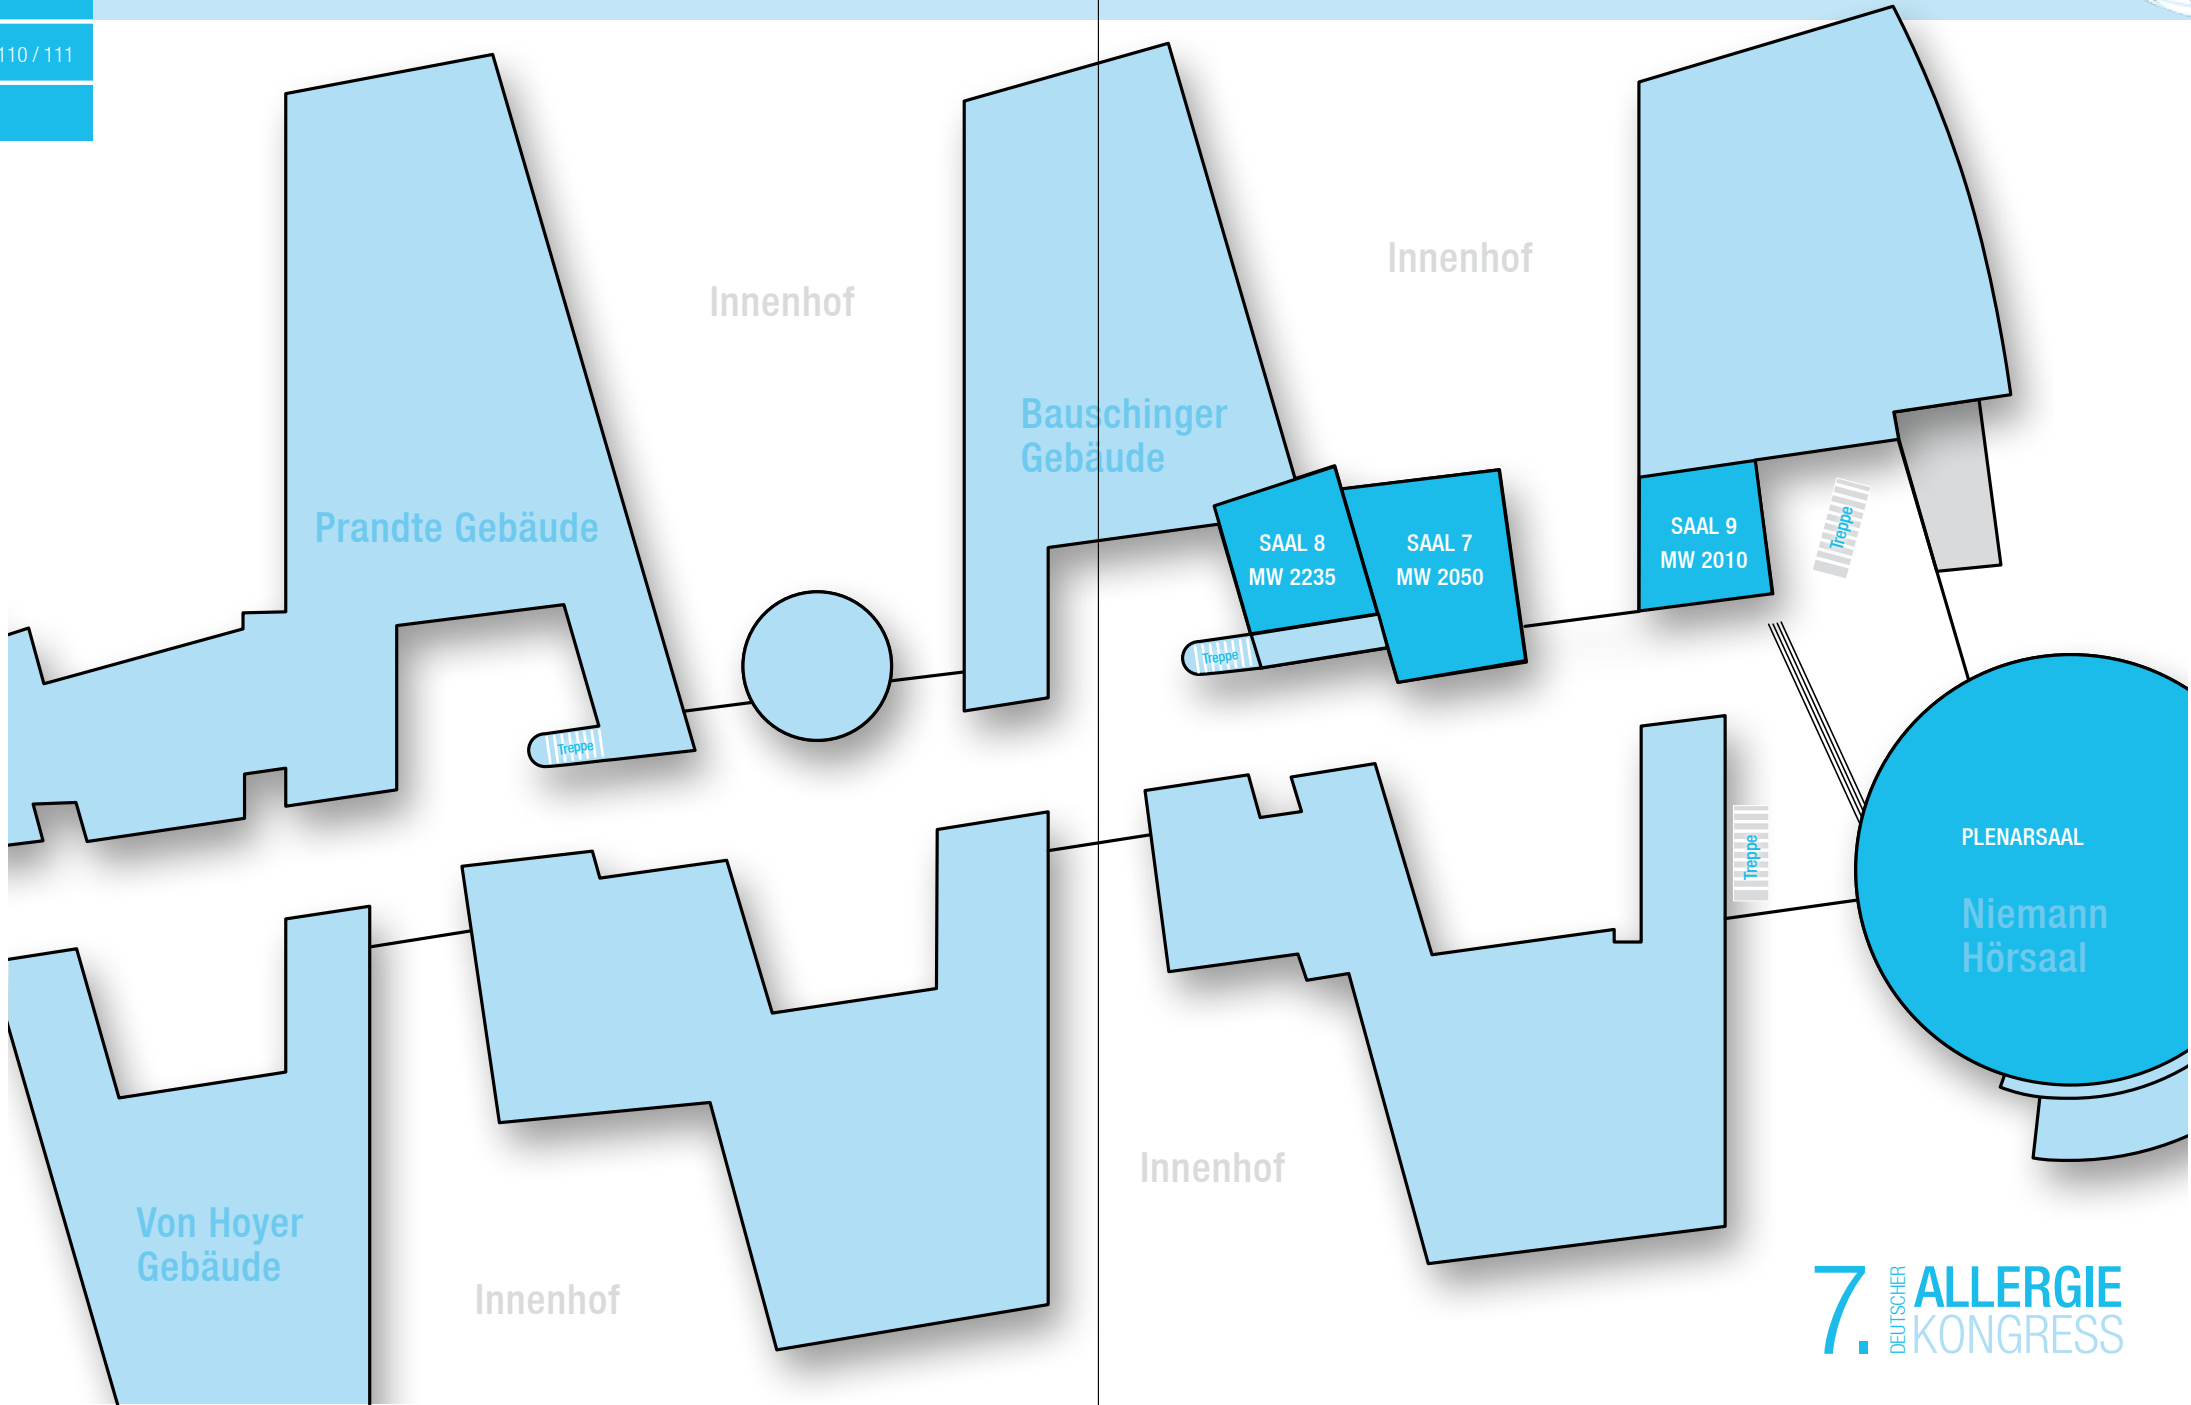 110 / 111
Innenhof
Innenhof
Bauschinger
Gebäude
Prandte Gebäude
SAAL 8
MW 2235
SAAL 7
MW 2050
SAAL 9
MW 2010
Treppe
Treppe
Treppe
Treppe
PLENARSAAL
Niemann
Hörsaal
Innenhof
Von Hoyer
Gebäude
Innenhof
7. DEUTSCHER ALLERGIE
KONGRESS